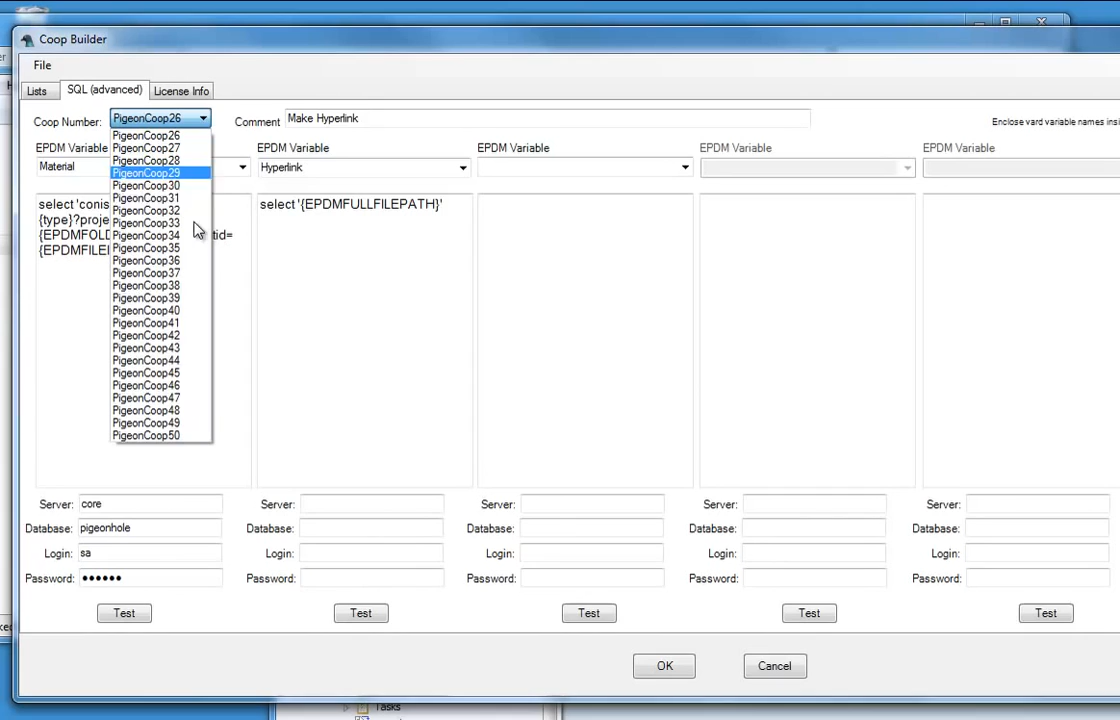 Coop Builder
File
Lists
SQL (advanced)
License Info
Coop Number:
PigeonCoop26
Comment
Make Hyperlink
Enclose vard variable names insi
EPDM Variable
EPDM Variable
EPDM Variable
EPDM Variable
EPDM Variable
Material
Hyperlink
PigeonCoop26
PigeonCoop27
PigeonCoop28
PigeonCoop29
PigeonCoop30
PigeonCoop31
PigeonCoop32
PigeonCoop33
PigeonCoop34
PigeonCoop35
PigeonCoop36
PigeonCoop37
PigeonCoop38
PigeonCoop39
PigeonCoop40
PigeonCoop41
PigeonCoop42
PigeonCoop43
PigeonCoop44
PigeonCoop45
PigeonCoop46
PigeonCoop47
PigeonCoop48
PigeonCoop49
PigeonCoop50
select 'conis
{type}?proje
{EPDMFOLD tid=
{EPDMFILEI
select '{EPDMFULLFILEPATH}'
Server: core
Database: pigeonhole
Login: sa
Password: ••••••
Server:
Database:
Login:
Password:
Server:
Database:
Login:
Password:
Server:
Database:
Login:
Password:
Server:
Database:
Login:
Password:
Test
Test
Test
Test
Test
OK
Cancel
Tasks